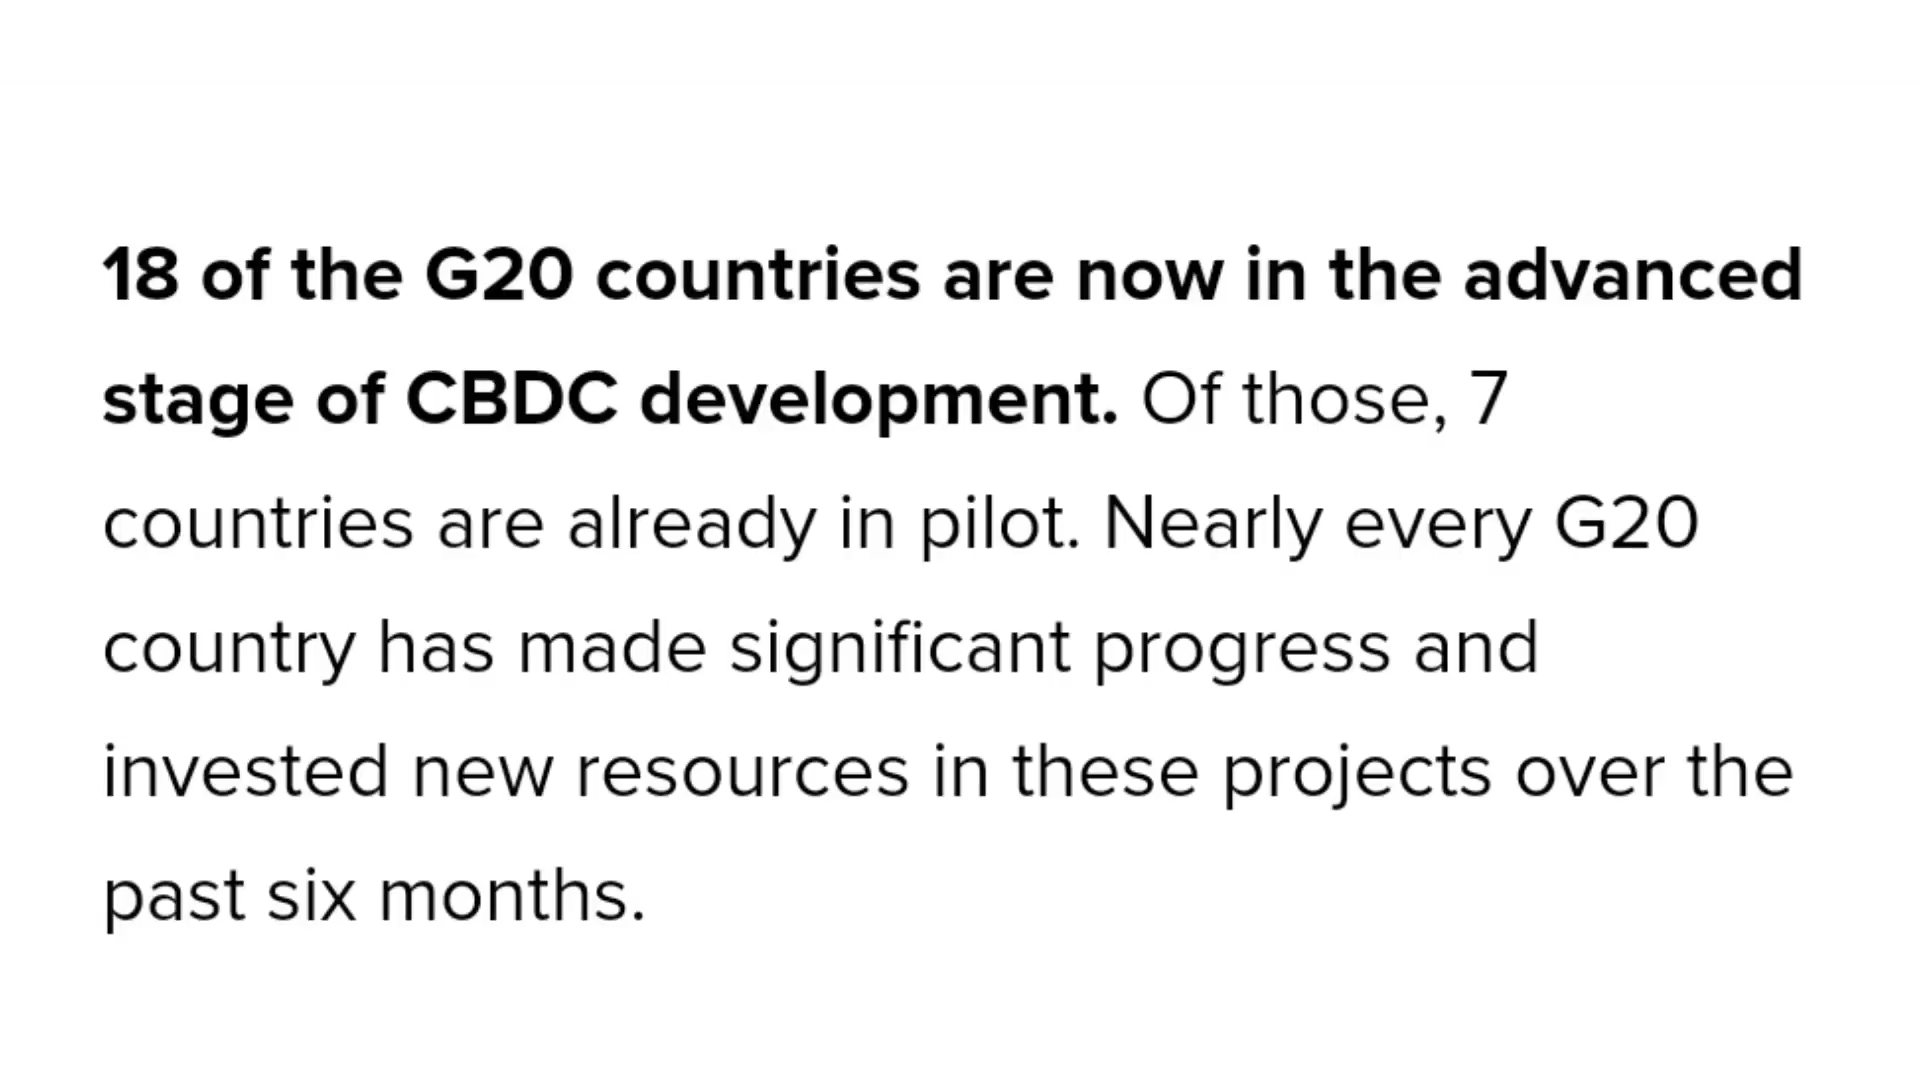 18 of the G20 countries are now in the advanced
stage of CBDC development. Of those, 7
countries are already in pilot. Nearly every G20
country has made significant progress and
invested new resources in these projects over the
past six months.